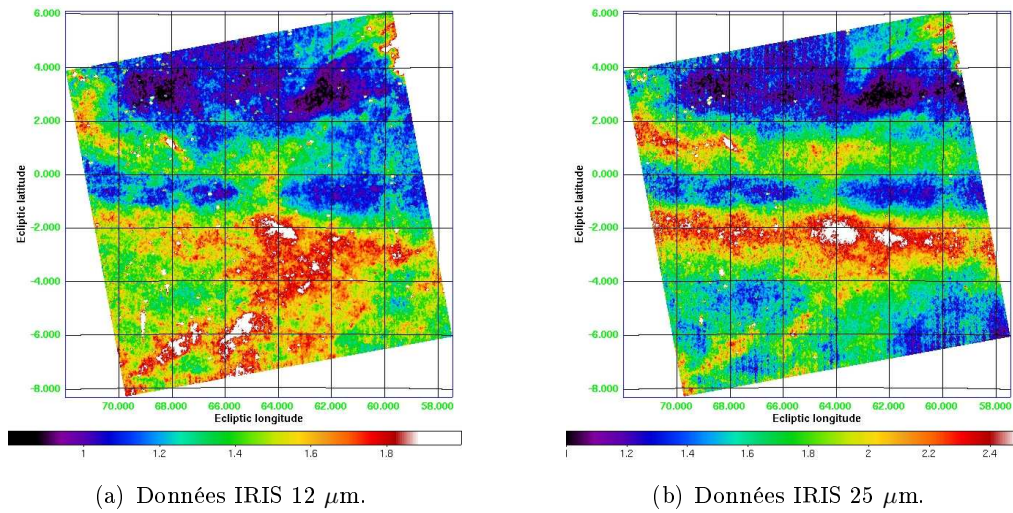 6.000
4.000
2.000
0.000
-2.000
-4.000
-6.000
-8.000
Ecliptic latitude
70.000 68.000 66.000 64.000 62.000 60.000 58.000
Ecliptic longitude
1 1.2 1.4 1.6 1.8
(a) Données IRIS 12 μm.
6.000
4.000
2.000
0.000
-2.000
-4.000
-6.000
-8.000
Ecliptic latitude
70.000 68.000 66.000 64.000 62.000 60.000 58.000
Ecliptic longitude
1 1.2 1.4 1.6 1.8 2 2.2 2.4
(b) Données IRIS 25 μm.